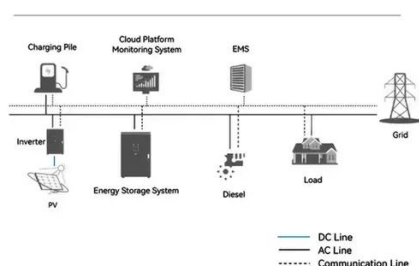 Charging Pile
Cloud Platform
Monitoring System
EMS
Grid
Inverter
PV
Energy Storage System
Diesel
Load
DC Line
AC Line
Communication Line